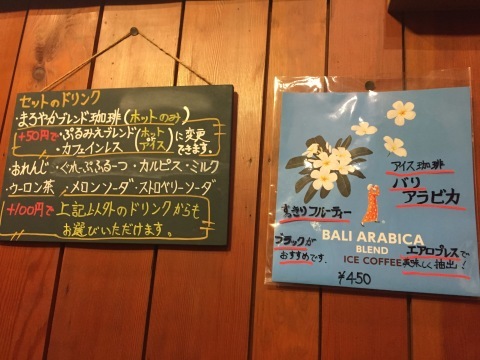 セットのドリンク
・まろやかブレンド珈琲(ホットのみ)
+50円で・ぷるみえブレンド(ホットorアイス)に変更できます。
・カフェインレス
・おれんじ ・ぐれーぷふるーつ ・カルピス ・ミルク
・ウーロン茶 ・メロンソーダ ・ストロベリーソーダ
+100円で 上記以外のドリンクからも
お選びいただけます。
アイス珈琲
バリ
アラビカ
すっきりフルーティー
BALI ARABICA
BLEND
ICE COFFEE
ブラックが
おすすめです。
エアロプレスで
美味しく抽出!
¥450